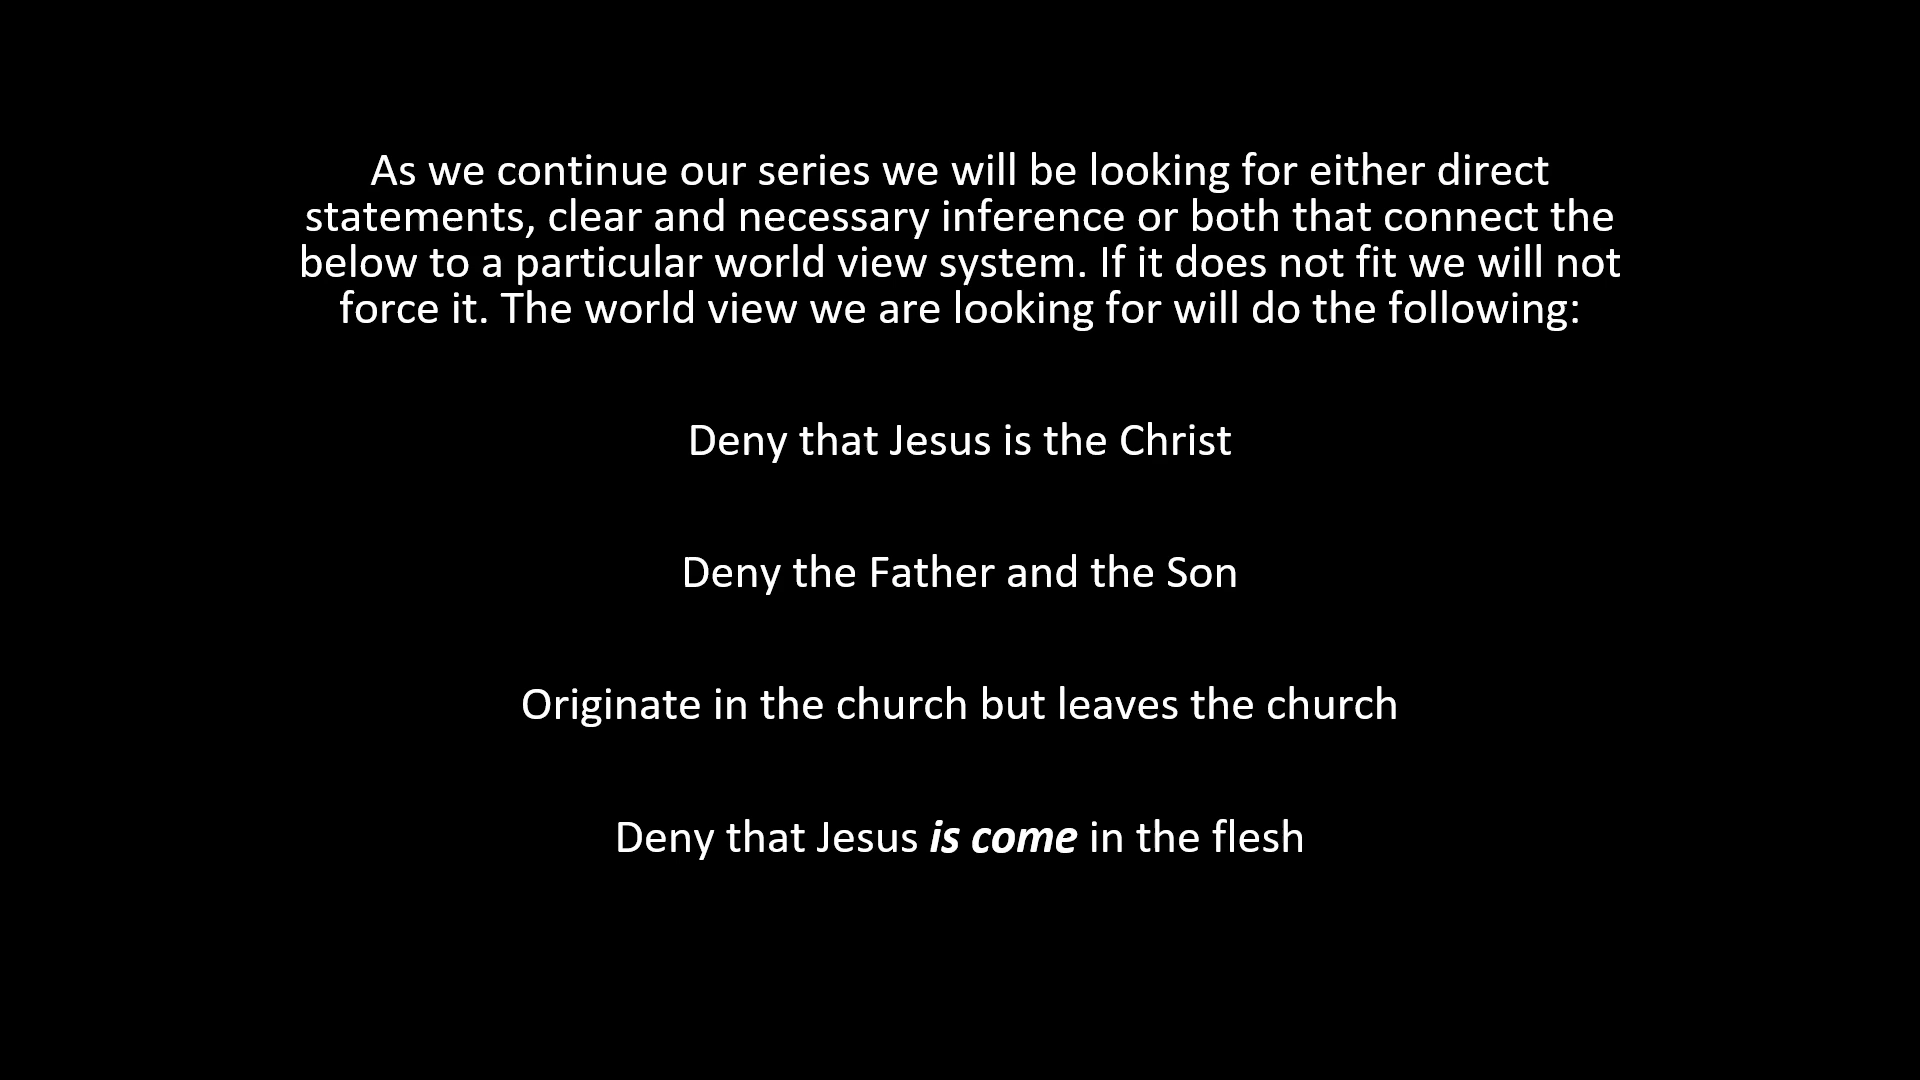 As we continue our series we will be looking for either direct
statements, clear and necessary inference or both that connect the
below to a particular world view system. If it does not fit we will not
force it. The world view we are looking for will do the following:
Deny that Jesus is the Christ
Deny the Father and the Son
Originate in the church but leaves the church
Deny that Jesus is come in the flesh